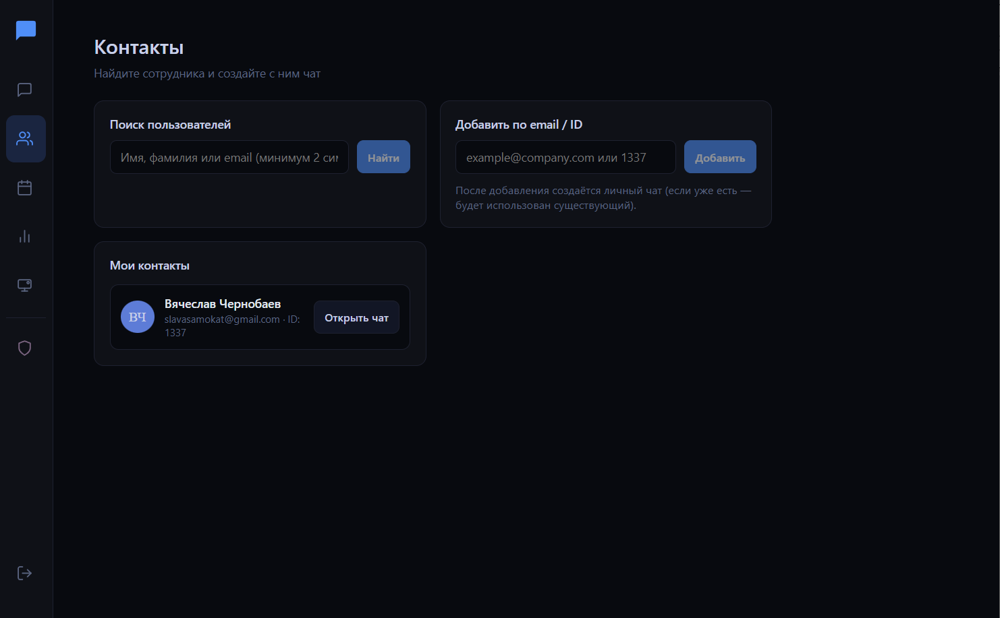 Контакты
Найдите сотрудника и создайте с ним чат
Поиск пользователей
Имя, фамилия или email (минимум 2 сим
Найти
Добавить по email / ID
example@company.com или 1337
Добавить
После добавления создаётся личный чат (если уже есть —
будет использован существующий).
Мои контакты
ВЧ
Вячеслав Чернобаев
slavasamokat@gmail.com · ID:
1337
Открыть чат